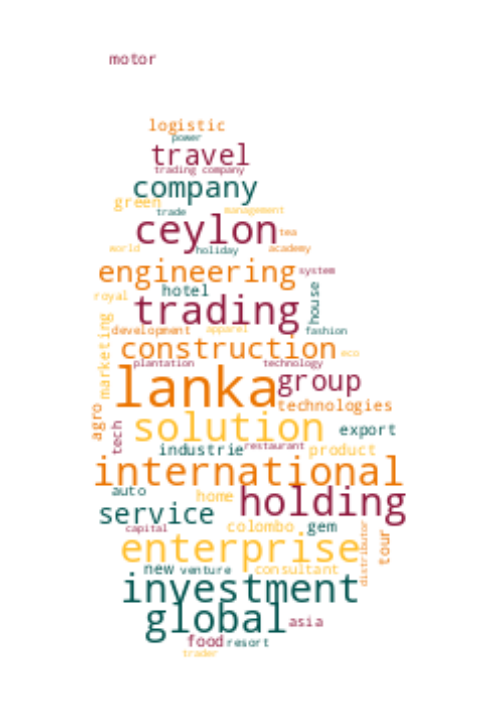 motor
logistic
power
travel
trading company
company
green
trade management
ceylon tea
world holiday academy
engineering system
hotel house
royal
trading
development apparel fashion
marketing
construction eco
plantation technology
lanka group
agro technologies
solution export
tech
industrie restaurant product
international
auto home holding
service
capital colombo gem
enterprise distributor tour
new venture consultant
investment
global asia
food resort
trader